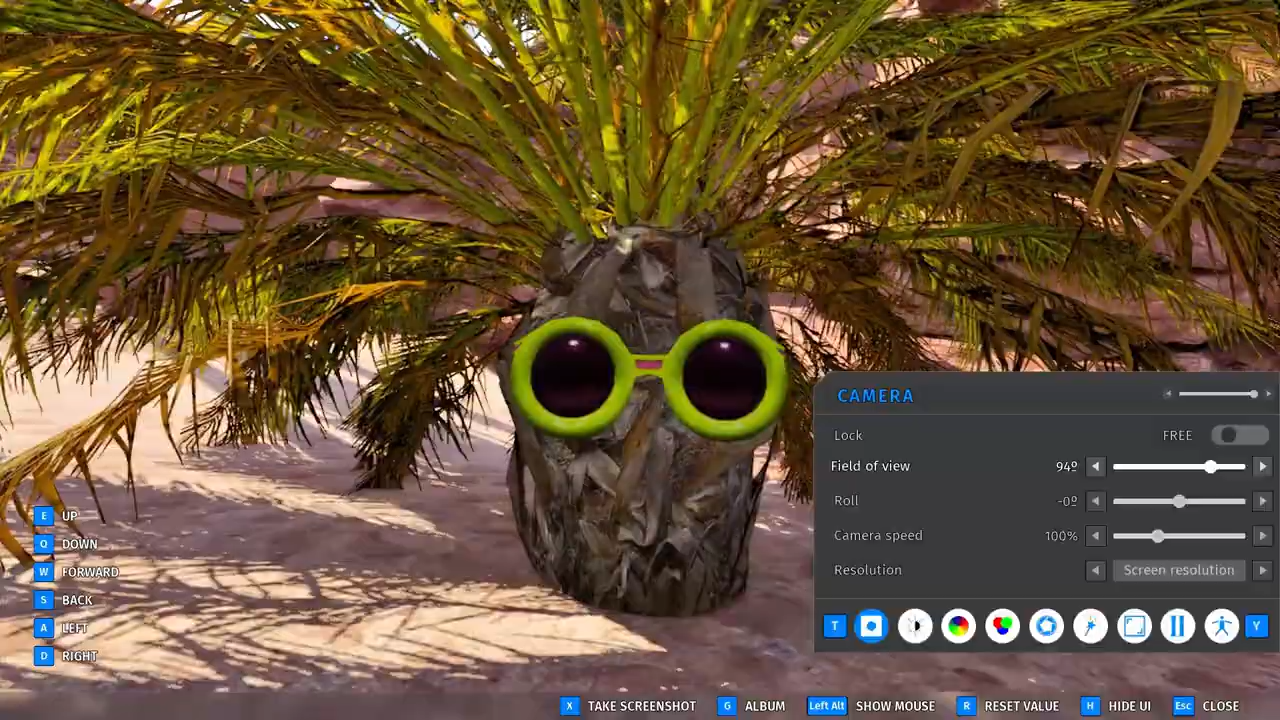 CAMERA
Lock FREE
Field of view 94º
Roll -0º
Camera speed 100%
Resolution Screen resolution
T Y
E UP
Q DOWN
W FORWARD
S BACK
A LEFT
D RIGHT
X TAKE SCREENSHOT G ALBUM Left Alt SHOW MOUSE R RESET VALUE H HIDE UI Esc CLOSE